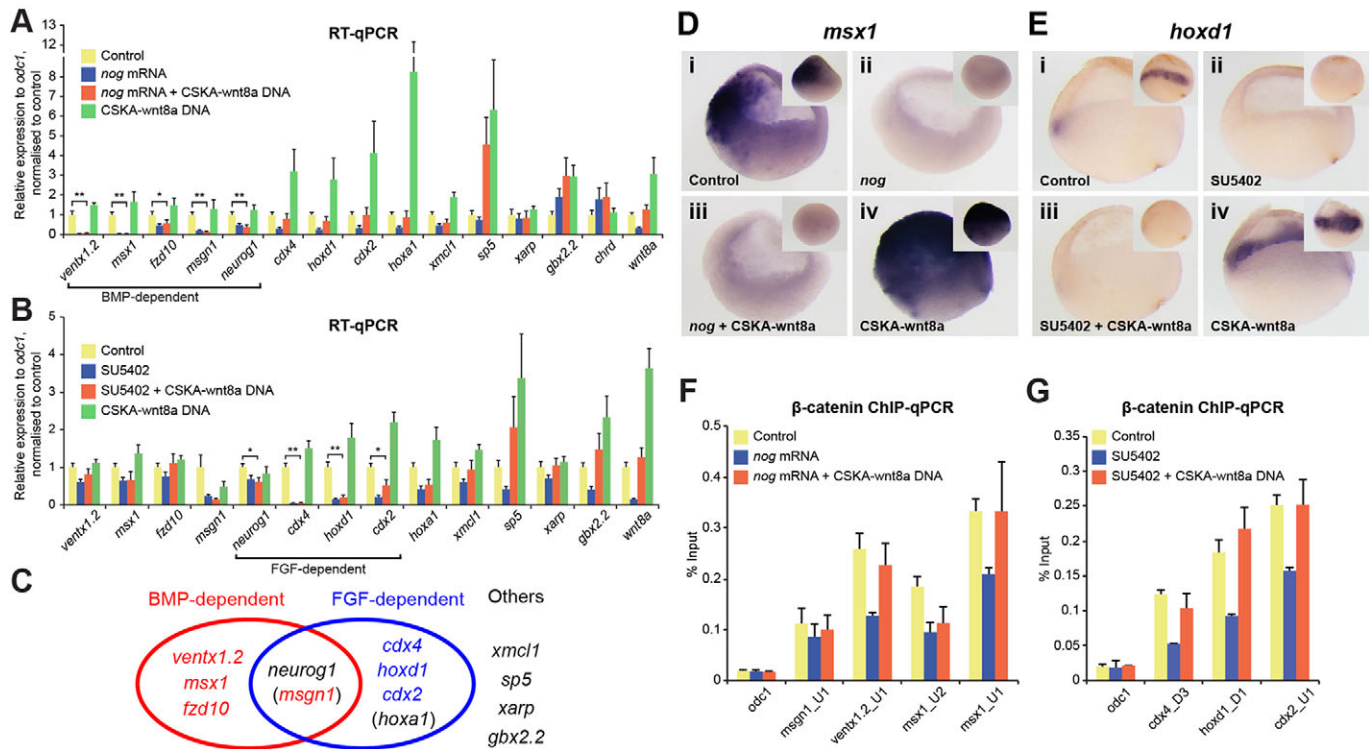 A
RT-qPCR
Relative expression to odc1,
normalised to control
13
12
10
8
6
5
4
3
2
1
0
Control
nog mRNA
nog mRNA + CSKA-wnt8a DNA
CSKA-wnt8a DNA
** ** * ** **
ventx1.2 msx1 fzd10 msgn1 neurog1 cdx4 hoxd1 cdx2 hoxa1 xmcl1 sp5 xarp gbx2.2 chrd wnt8a
BMP-dependent
B
RT-qPCR
Relative expression to odc1,
normalised to control
5
4
3
2
1
0
Control
SU5402
SU5402 + CSKA-wnt8a DNA
CSKA-wnt8a DNA
* ** ** *
ventx1.2 msx1 fzd10 msgn1 neurog1 cdx4 hoxd1 cdx2 hoxa1 xmcl1 sp5 xarp gbx2.2 wnt8a
FGF-dependent
C
BMP-dependent FGF-dependent Others
ventx1.2
msx1
fzd10
neurog1
(msgn1)
cdx4
hoxd1
cdx2
(hoxa1)
xmcl1
sp5
xarp
gbx2.2
D
msx1
i
Control
ii
nog
iii
nog + CSKA-wnt8a
iv
CSKA-wnt8a
E
hoxd1
i
Control
ii
SU5402
iii
SU5402 + CSKA-wnt8a
iv
CSKA-wnt8a
F
β-catenin ChIP-qPCR
% Input
0.5
0.4
0.3
0.2
0.1
0
Control
nog mRNA
nog mRNA + CSKA-wnt8a DNA
odc1 msgn1_U1 ventx1.2_U1 msx1_U2 msx1_U1
G
β-catenin ChIP-qPCR
% Input
0.35
0.3
0.25
0.2
0.15
0.1
0.05
0
Control
SU5402
SU5402 + CSKA-wnt8a DNA
odc1 cdx4_D3 hoxd1_D1 cdx2_U1